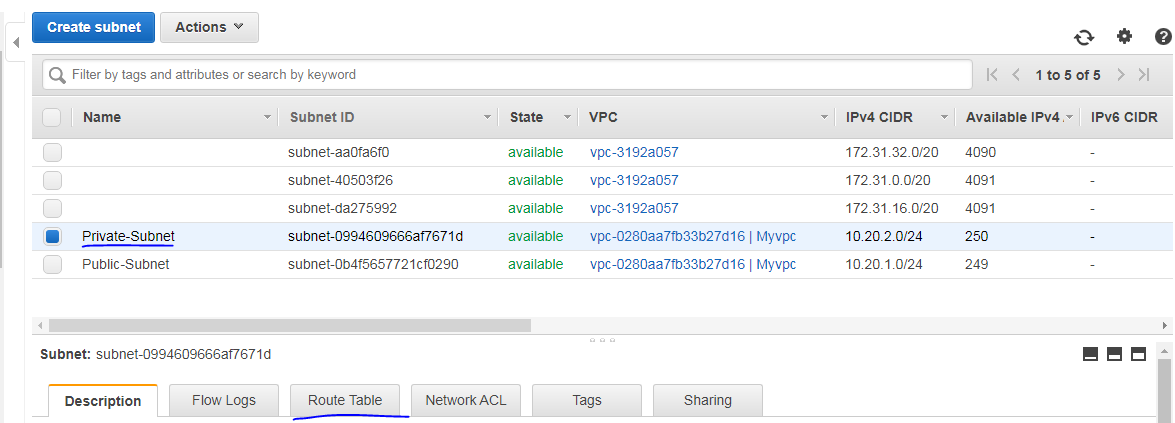 Create subnet Actions
Filter by tags and attributes or search by keyword 1 to 5 of 5
Name Subnet ID State VPC IPv4 CIDR Available IPv4 IPv6 CIDR
subnet-aa0fa6f0 available vpc-3192a057 172.31.32.0/20 4090 -
subnet-40503f26 available vpc-3192a057 172.31.0.0/20 4091 -
subnet-da275992 available vpc-3192a057 172.31.16.0/20 4091 -
Private-Subnet subnet-0994609666af7671d available vpc-0280aa7fb33b27d16 | Myvpc 10.20.2.0/24 250 -
Public-Subnet subnet-0b4f5657721cf0290 available vpc-0280aa7fb33b27d16 | Myvpc 10.20.1.0/24 249 -
Subnet: subnet-0994609666af7671d
Description Flow Logs Route Table Network ACL Tags Sharing